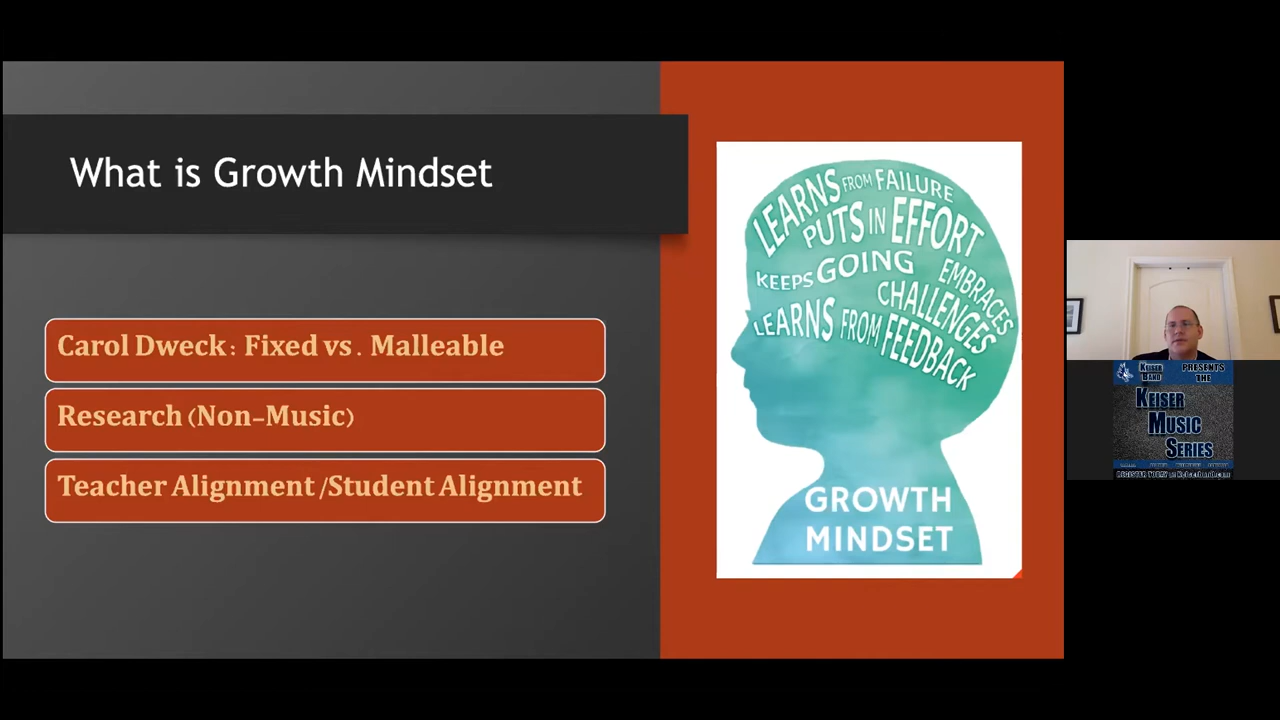 What is Growth Mindset
Carol Dweck: Fixed vs. Malleable
Research (Non-Music)
Teacher Alignment /Student Alignment
LEARNS FROM FAILURE
PUTS IN EFFORT
KEEPS GOING
EMBRACES
CHALLENGES
LEARNS FROM FEEDBACK
GROWTH
MINDSET
KEISER
BAND
PRESENTS
THE
KEISER
MUSIC
SERIES